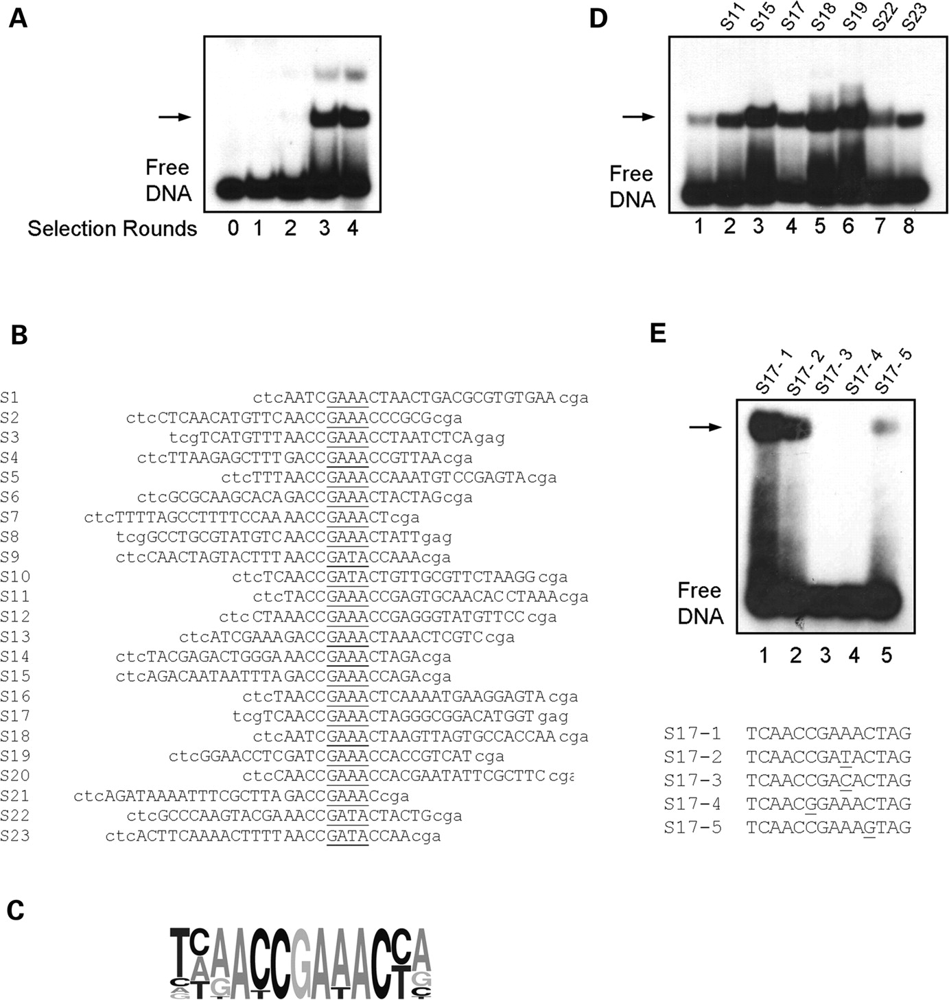 A
Free
DNA
Selection Rounds 0 1 2 3 4
D
S11 S15 S17 S18 S19 S22 S23
Free
DNA
1 2 3 4 5 6 7 8
B
S1 ctcAATCGAAACTAACTGACGCGTGTGAAcga
S2 ctcCTCAACATGTTCAACCGAAACCCGCGcga
S3 tcgTCATGTTTAACCGAAACCTAATCTCAgag
S4 ctcTTAAGAGCTTTGACCGAAACCGTTAAcga
S5 ctcTTTAACCGAAACCAAATGTCCGAGTAcga
S6 ctcGCGCAAGCACAGACCGAAACTACTAGcga
S7 ctcTTTTAGCCTTTTCCAAAACCGAAACTcga
S8 tcgGCCTGCGTATGTCAACCGAAACTATTgag
S9 ctcCAACTAGTACTTTAACCGATACCAAAcga
S10 ctcTCAACCGATACTGTTGCGTTCTAAGGcga
S11 ctcTACCGAAACCGAGTGCAACACCTAAAcga
S12 ctcCTAAACCGAAACCGAGGGTATGTTCCcga
S13 ctcATCGAAAGACCGAAACTAAACTCGTCcga
S14 ctcTACGAGACTGGGAAACCGAAACTAGAcga
S15 ctcAGACAATAATTTAGACCGAAACCAGAcga
S16 ctcTAACCGAAACTCAAAATGAAGGAGTAcga
S17 tcgTCAACCGAAACTAGGGCGGACATGGTgag
S18 ctcAATCGAAACTAAGTTAGTGCCACCAAcga
S19 ctcGGAACCTCGATCGAAACCACCGTCATcga
S20 ctcCAACCGAAACCACGAATATTCGCTTCcga
S21 ctcAGATAAAATTTCGCTTAGACCGAAACcga
S22 ctcGCCCAAGTACGAAACCGATACTACTGcga
S23 ctcACTTCAAAACTTTTAACCGATACCAAcga
E
S17-1 S17-2 S17-3 S17-4 S17-5
Free
DNA
1 2 3 4 5
S17-1 TCAACCGAAACTAG
S17-2 TCAACCGATACTAG
S17-3 TCAACCGACACTAG
S17-4 TCAACGGAAACTAG
S17-5 TCAACCGAAAGTAG
C
TCAACCGAAACCA